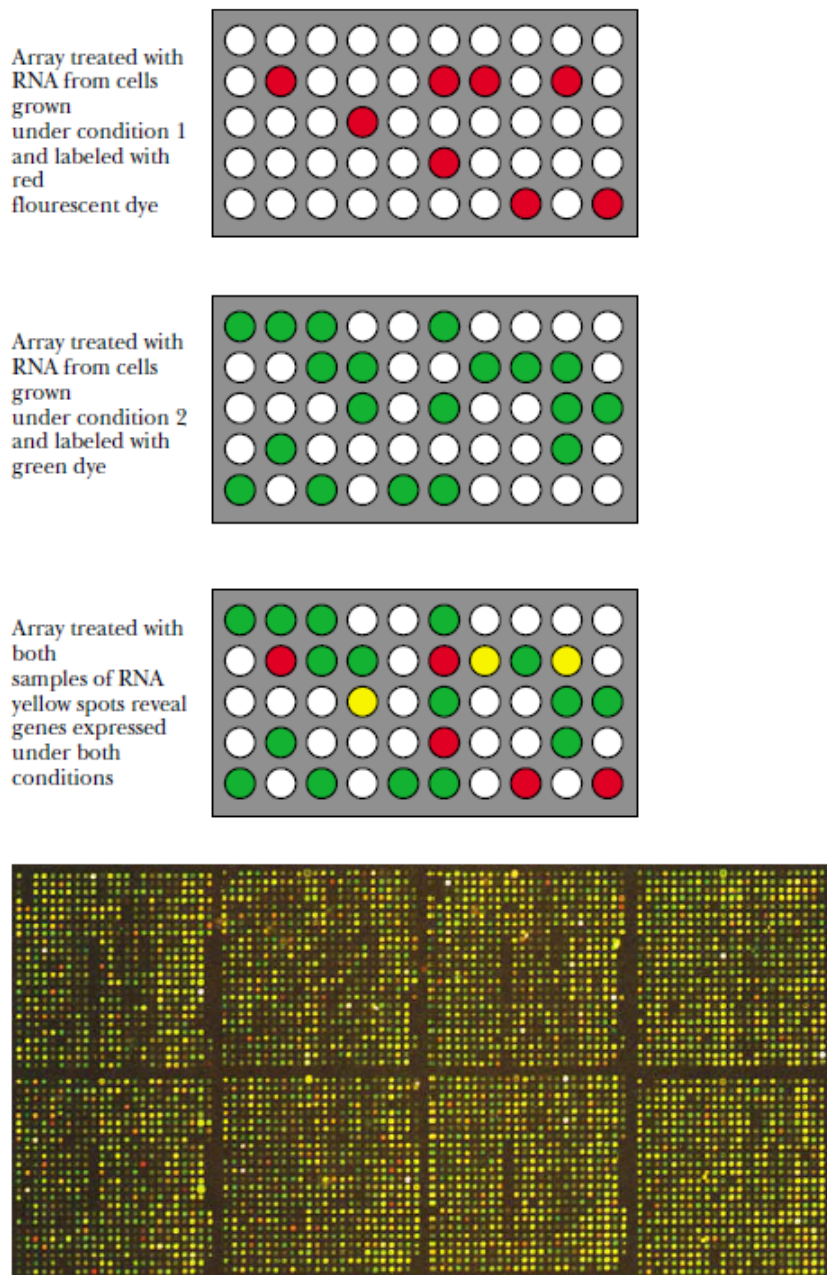 Array treated with
RNA from cells
grown
under condition 1
and labeled with
red
flourescent dye
Array treated with
RNA from cells
grown
under condition 2
and labeled with
green dye
Array treated with
both
samples of RNA
yellow spots reveal
genes expressed
under both
conditions